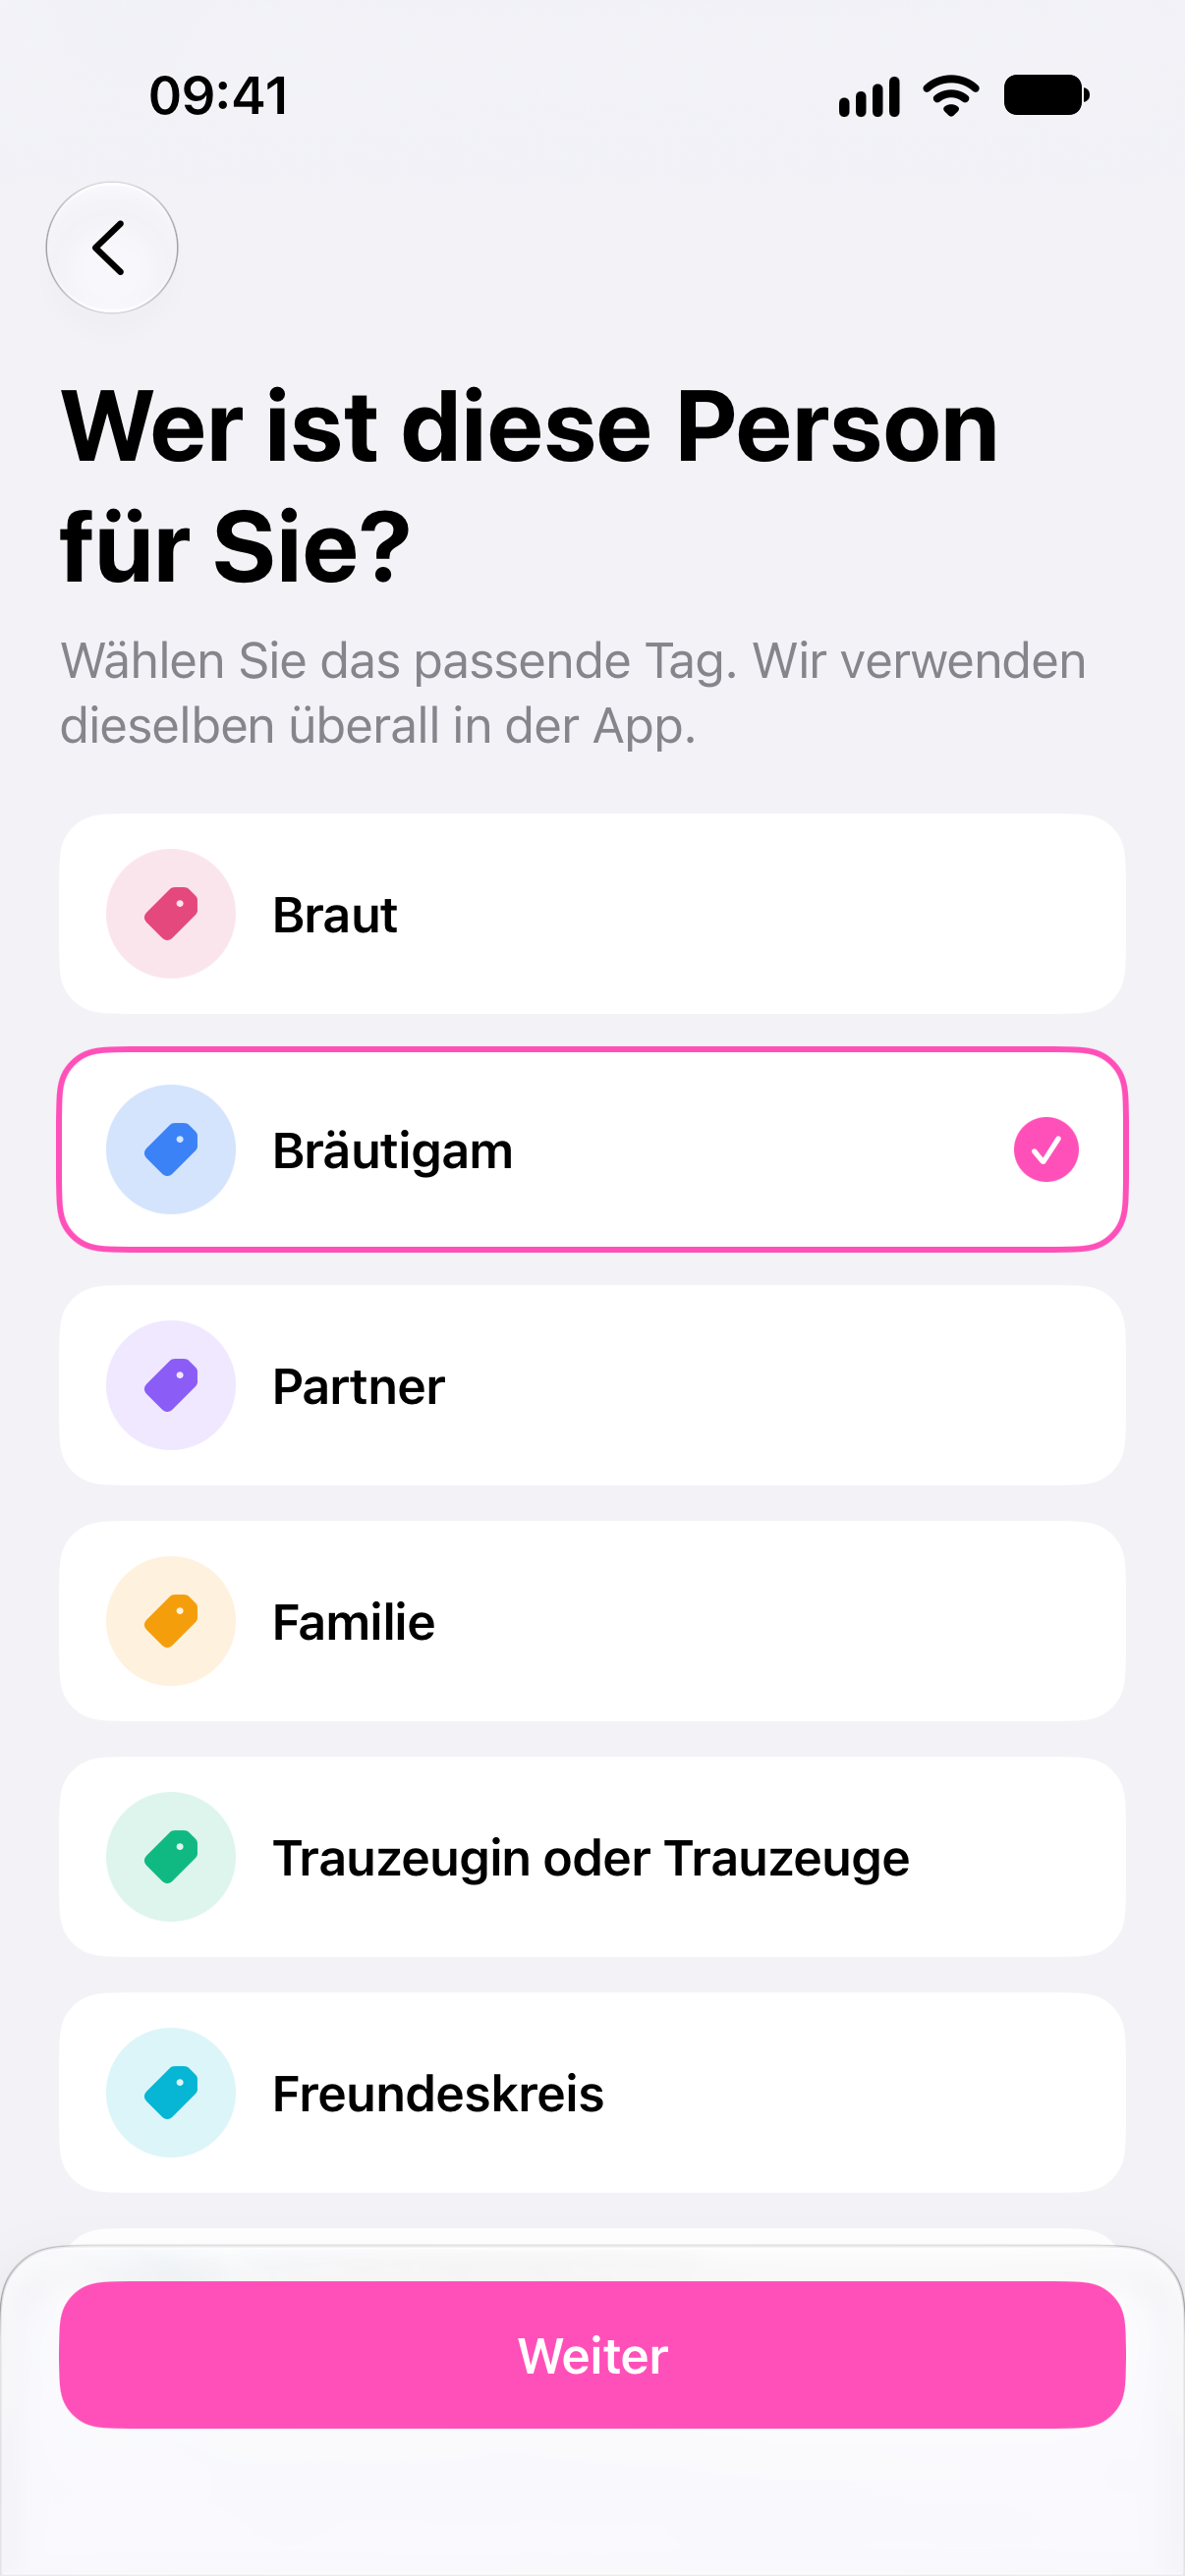 09:41
Wer ist diese Person
für Sie?
Wählen Sie das passende Tag. Wir verwenden
dieselben überall in der App.
Braut
Bräutigam
Partner
Familie
Trauzeugin oder Trauzeuge
Freundeskreis
Weiter